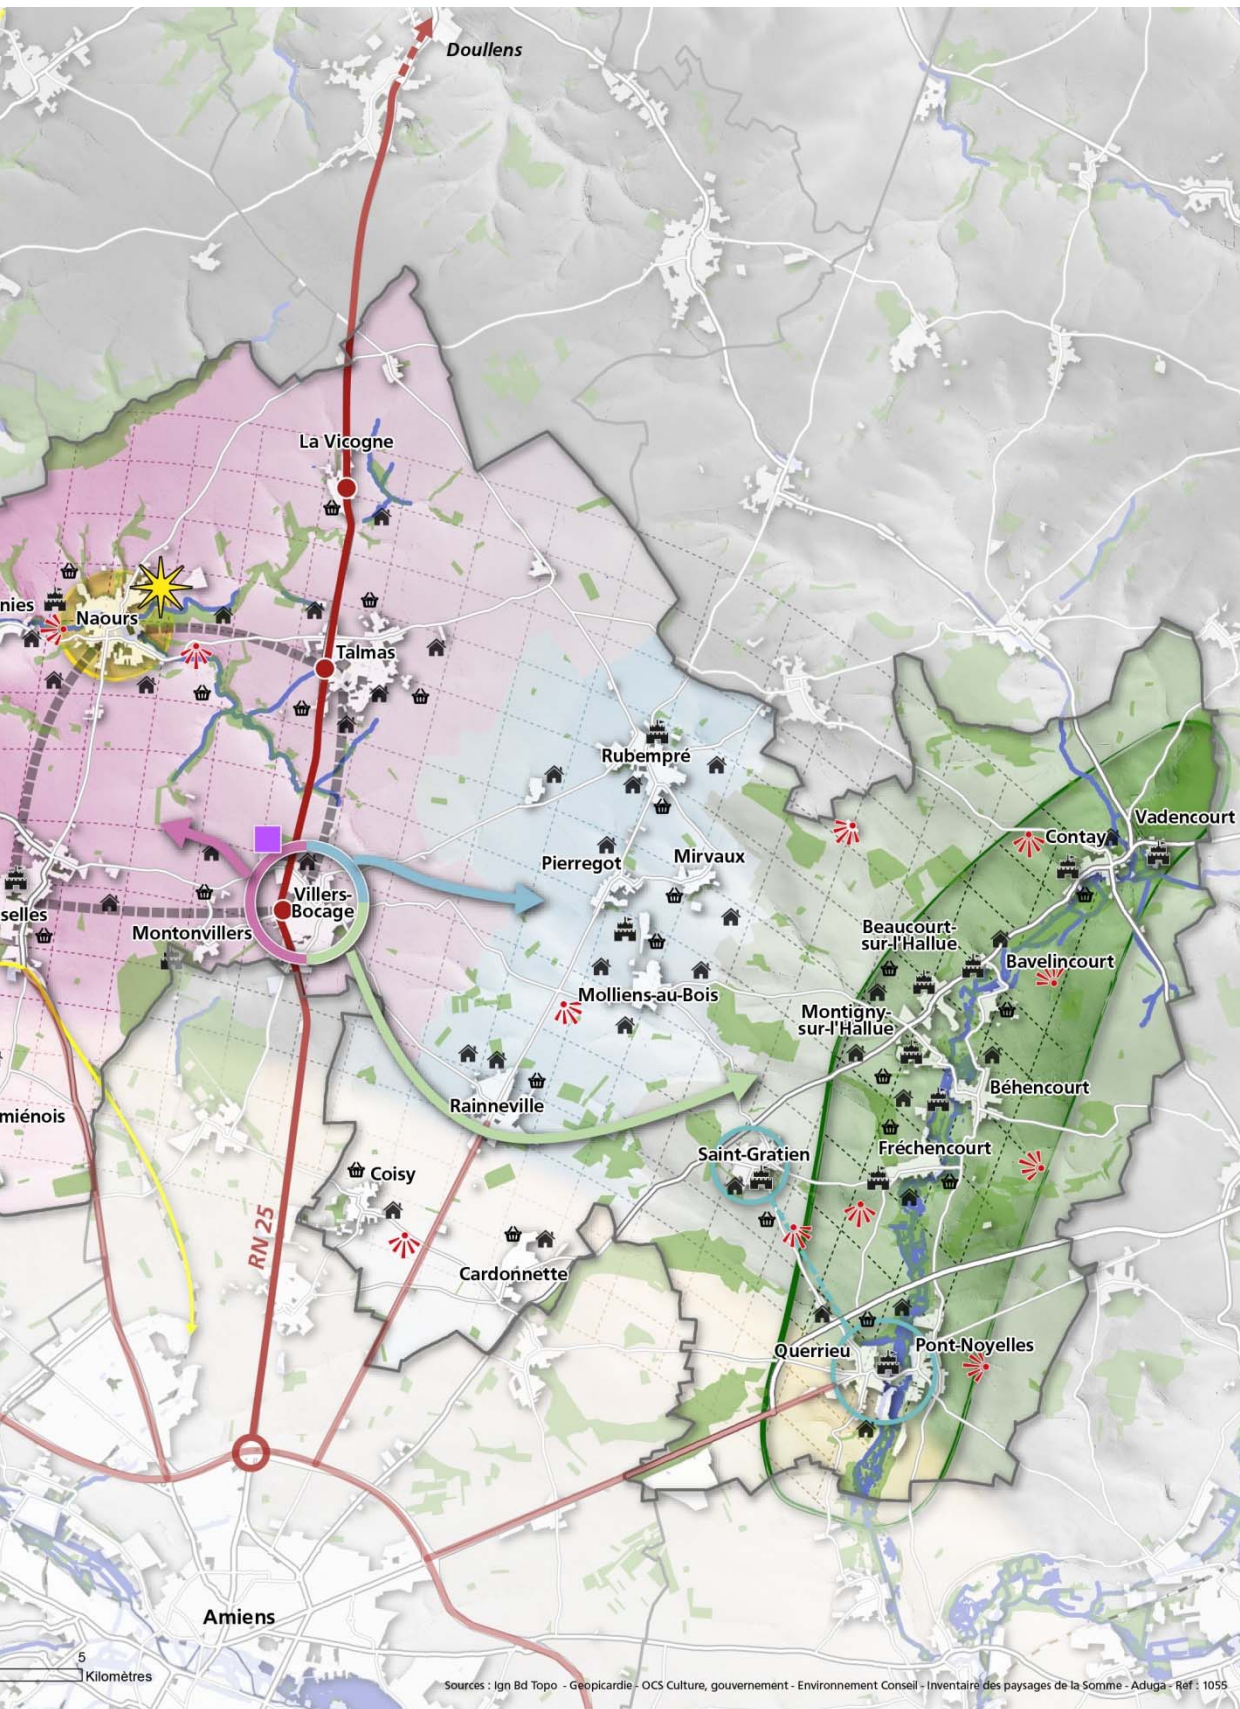 Doullens
La Vicogne
nies
Naours
Talmas
Rubempré
Vadencourt
Contay
Pierregot
Mirvaux
Villers-
Bocage
selles
Montonvillers
Beaucourt-
sur-l'Hallue
Bavelincourt
Molliens-au-Bois
Montigny-
sur-l'Hallue
Béhencourt
Rainneville
miénois
Fréchencourt
Saint-Gratien
Coisy
RN 25
Cardonnette
Querrieu
Pont-Noyelles
Amiens
5
Kilomètres
Sources : Ign Bd Topo - Geopicardie - OCS Culture, gouvernement - Environnement Conseil - Inventaire des paysages de la Somme - Aduga - Réf : 1055